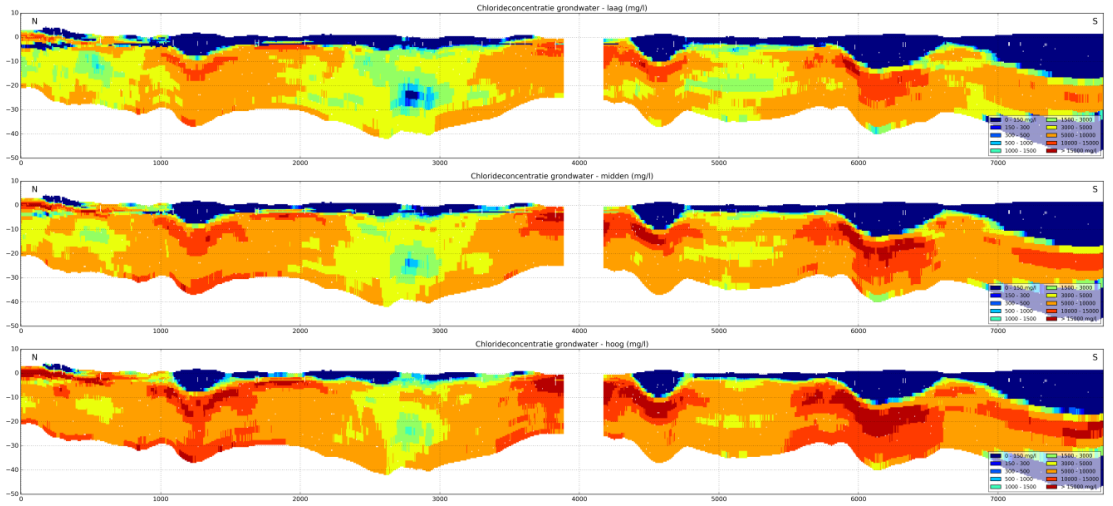 Chlorideconcentratie grondwater - laag (mg/l)
N S
10
0
−10
−20
−30
−40
−50
0 1000 2000 3000 4000 5000 6000 7000
0 - 150 mg/l 1500 - 3000
150 - 300 3000 - 5000
300 - 500 5000 - 10000
500 - 1000 10000 - 15000
1000 - 1500 > 15000 mg/l
Chlorideconcentratie grondwater - midden (mg/l)
N S
10
0
−10
−20
−30
−40
−50
0 1000 2000 3000 4000 5000 6000 7000
0 - 150 mg/l 1500 - 3000
150 - 300 3000 - 5000
300 - 500 5000 - 10000
500 - 1000 10000 - 15000
1000 - 1500 > 15000 mg/l
Chlorideconcentratie grondwater - hoog (mg/l)
N S
10
0
−10
−20
−30
−40
−50
0 1000 2000 3000 4000 5000 6000 7000
0 - 150 mg/l 1500 - 3000
150 - 300 3000 - 5000
300 - 500 5000 - 10000
500 - 1000 10000 - 15000
1000 - 1500 > 15000 mg/l